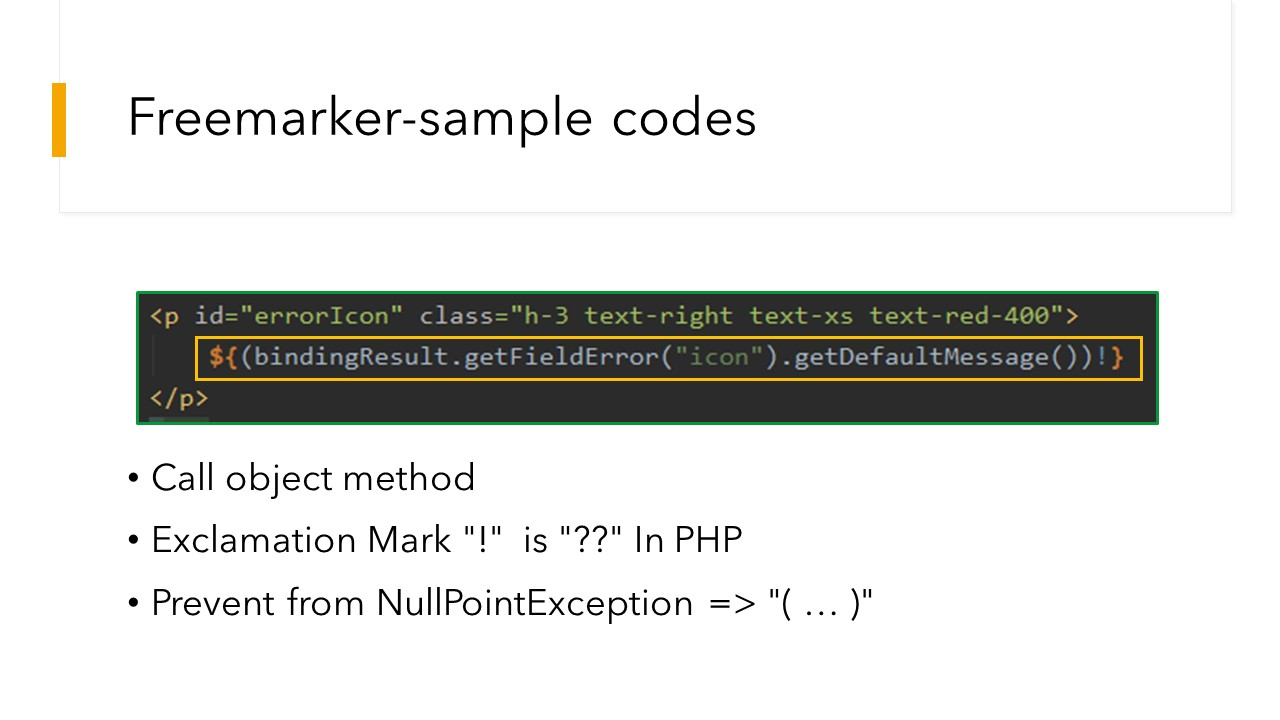 Freemarker-sample codes
<p id="errorIcon" class="h-3 text-right text-xs text-red-400">
${(bindingResult.getFieldError("icon").getDefaultMessage())!}
</p>
• Call object method
• Exclamation Mark "!"  is "??" In PHP
• Prevent from NullPointException => "( … )"